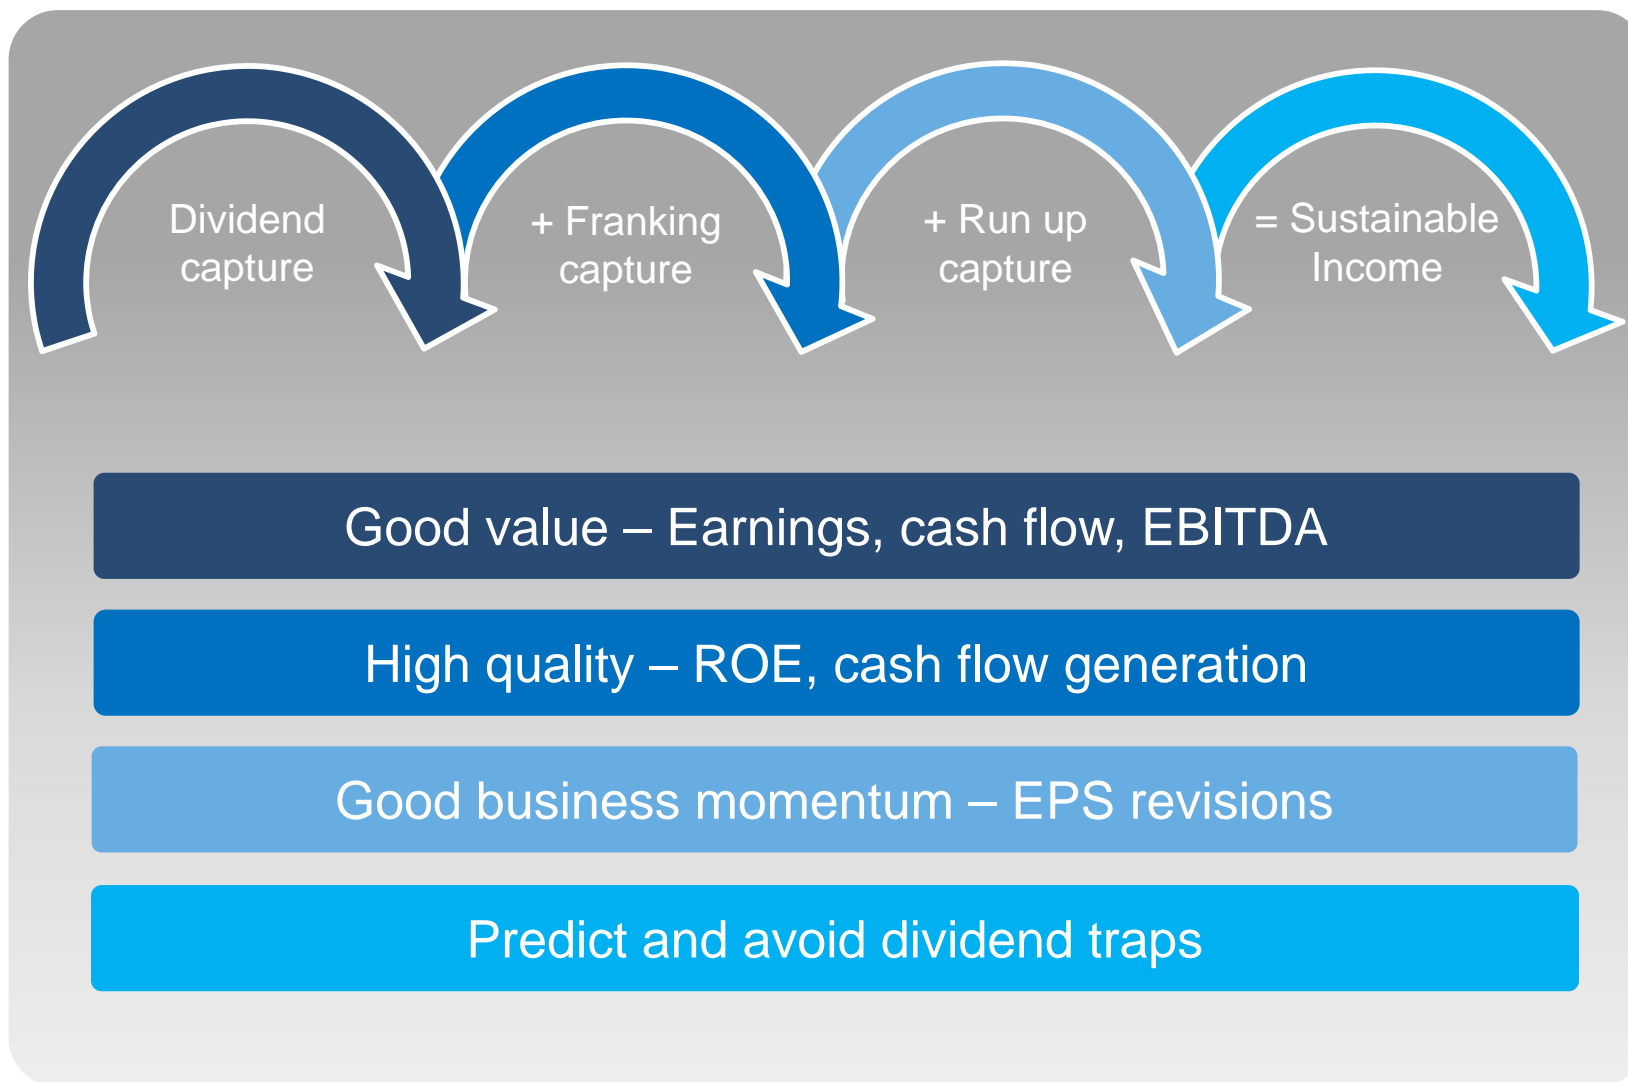 Dividend
capture
+ Franking
capture
+ Run up
capture
= Sustainable
Income
Good value – Earnings, cash flow, EBITDA
High quality – ROE, cash flow generation
Good business momentum – EPS revisions
Predict and avoid dividend traps